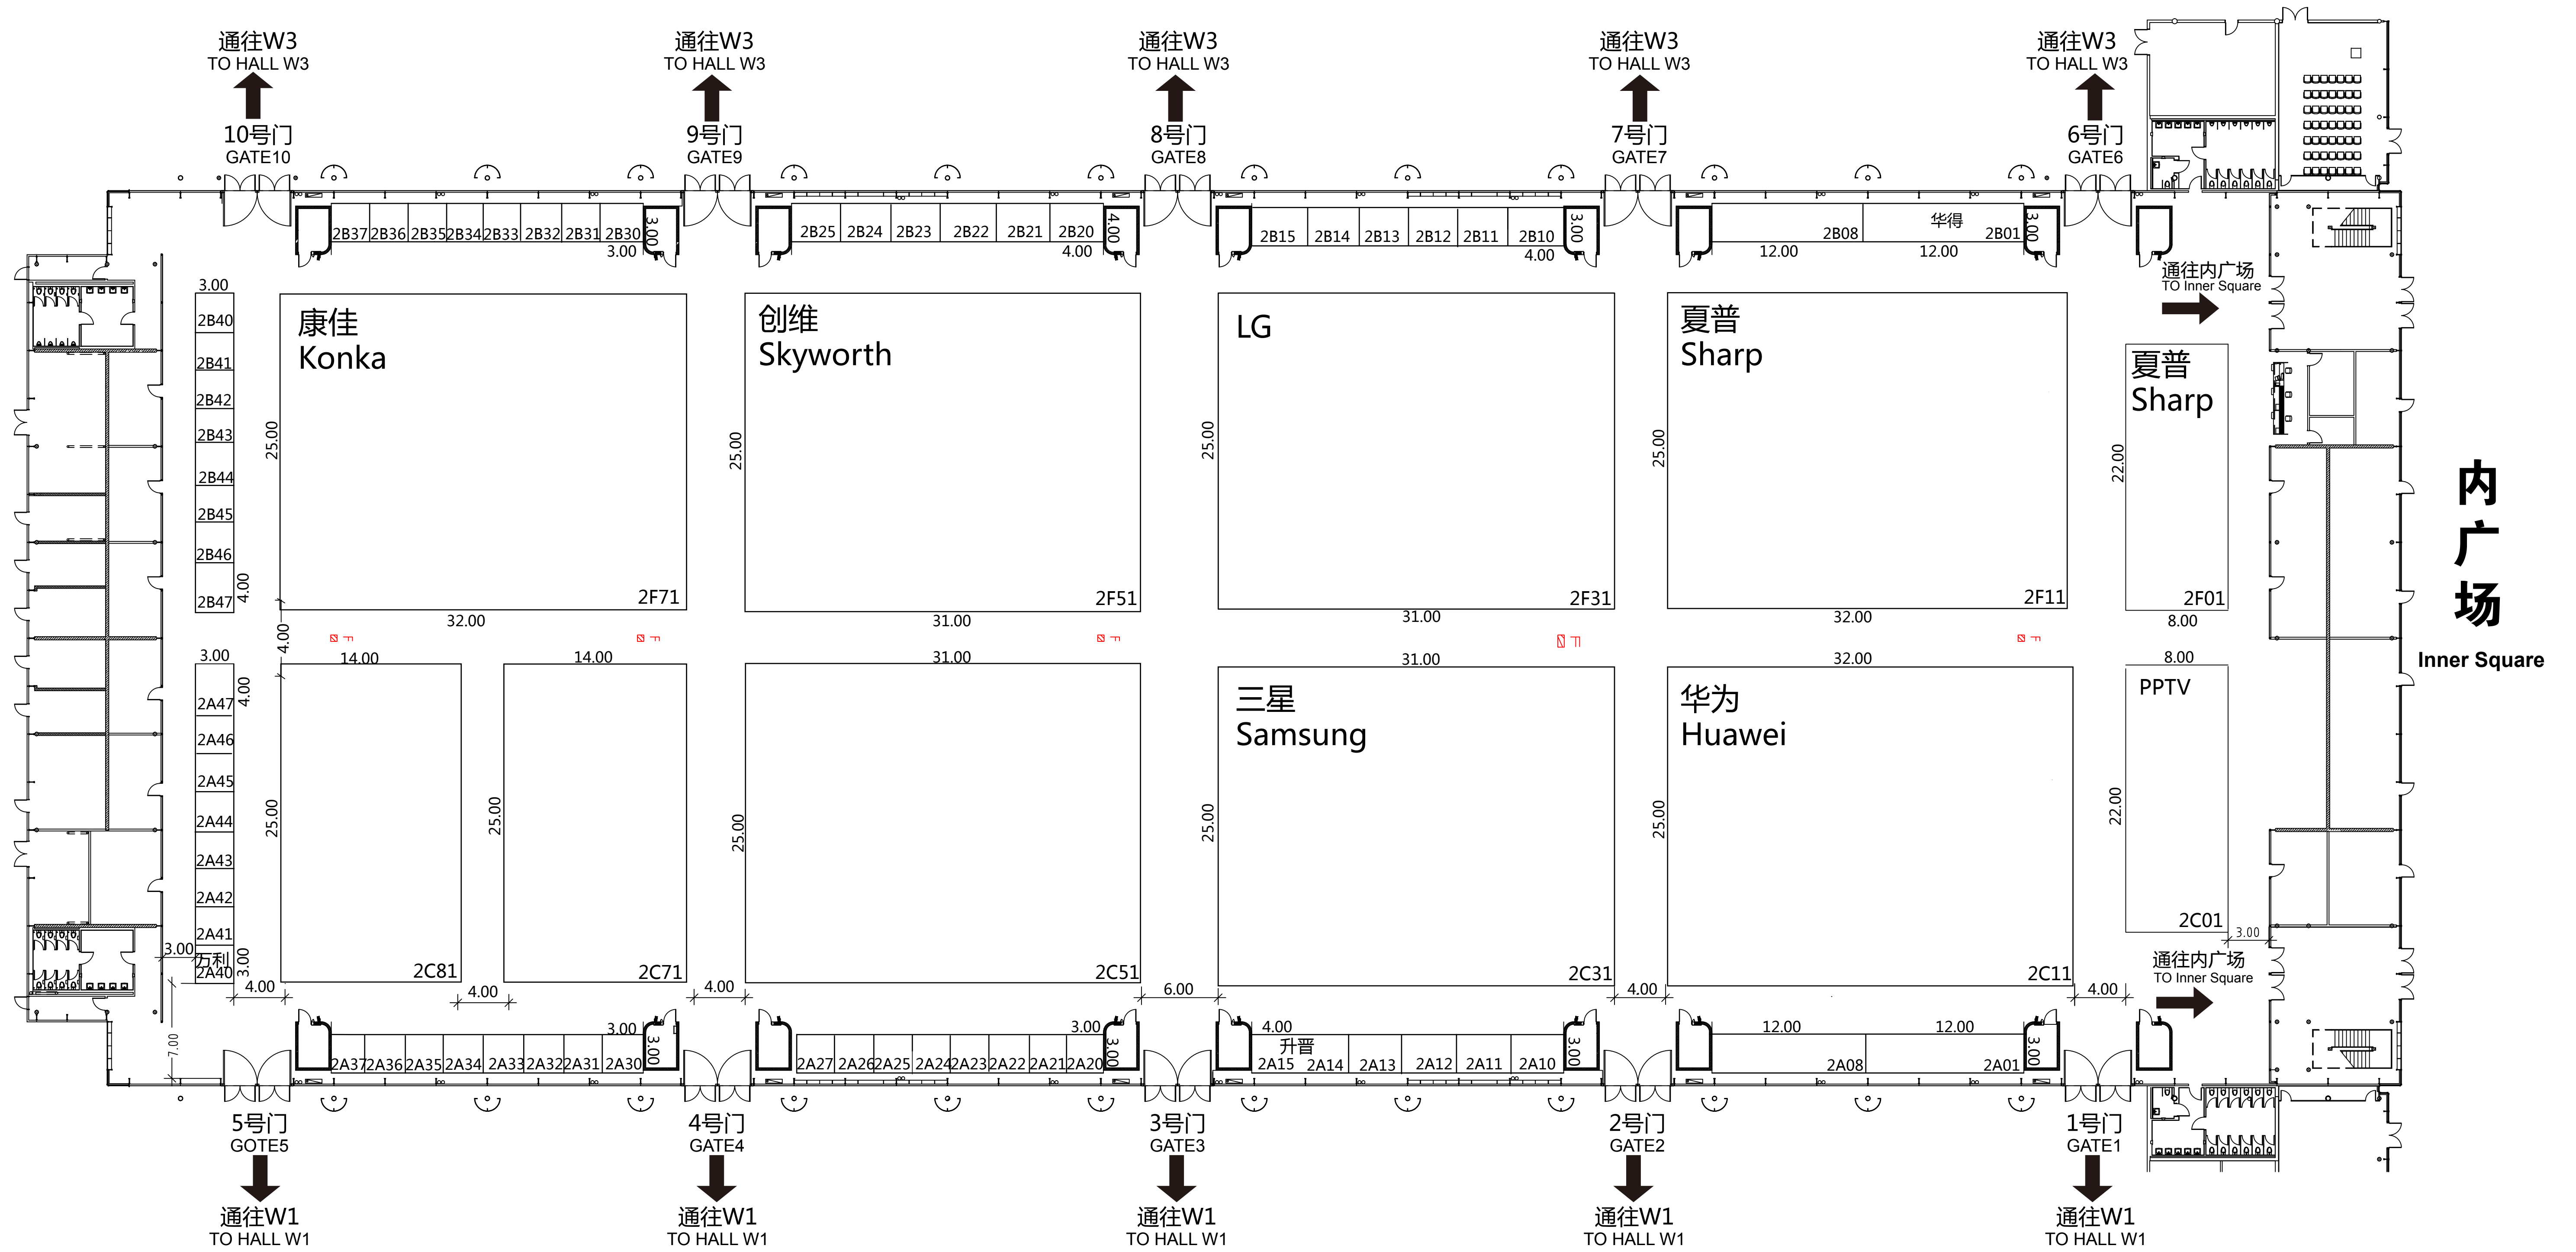 通往W3
TO HALL W3
通往W3
TO HALL W3
通往W3
TO HALL W3
通往W3
TO HALL W3
通往W3
TO HALL W3
10号门
GATE10
9号门
GATE9
8号门
GATE8
7号门
GATE7
6号门
GATE6
2B37
2B36
2B35
2B34
2B33
2B32
2B31
2B30
3.00
3.00
2B25
2B24
2B23
2B22
2B21
2B20
4.00
4.00
2B15
2B14
2B13
2B12
2B11
2B10
3.00
4.00
2B08
华得
2B01
3.00
12.00
12.00
通往内广场
TO Inner Square
3.00
2B40
2B41
2B42
2B43
2B44
2B45
2B46
2B47
4.00
康佳
Konka
25.00
2F71
32.00
创维
Skyworth
25.00
2F51
31.00
LG
25.00
2F31
31.00
夏普
Sharp
25.00
2F11
32.00
夏普
Sharp
22.00
2F01
8.00
内广场
Inner Square
4.00
F
F
F
F
F
3.00
2A47
4.00
2A46
2A45
2A44
2A43
2A42
2A41
万利
2A40
3.00
3.00
7.00
14.00
25.00
2C81
14.00
25.00
2C71
31.00
25.00
2C51
31.00
三星
Samsung
25.00
2C31
32.00
华为
Huawei
25.00
2C11
8.00
PPTV
22.00
2C01
3.00
4.00
4.00
4.00
6.00
4.00
4.00
通往内广场
TO Inner Square
2A37
2A36
2A35
2A34
2A33
2A32
2A31
2A30
3.00
3.00
2A27
2A26
2A25
2A24
2A23
2A22
2A21
2A20
3.00
3.00
4.00
升晋
2A15
2A14
2A13
2A12
2A11
2A10
3.00
12.00
12.00
2A08
2A01
3.00
5号门
GOTE5
4号门
GATE4
3号门
GATE3
2号门
GATE2
1号门
GATE1
通往W1
TO HALL W1
通往W1
TO HALL W1
通往W1
TO HALL W1
通往W1
TO HALL W1
通往W1
TO HALL W1